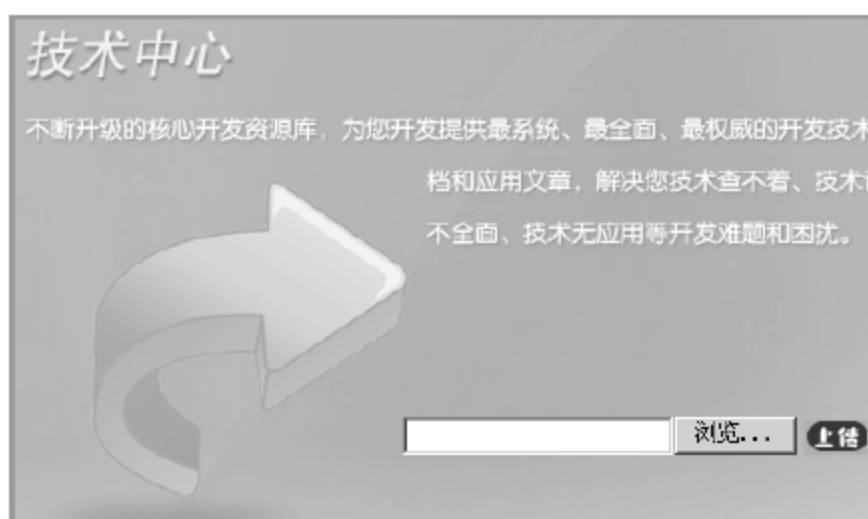 技术中心
不断升级的核心开发资源库，为您开发提供最系统、最全面、最权威的开发技术
档和应用文章，解决您技术查不着、技术
不全面、技术无应用等开发难题和困扰。
浏览... 上传